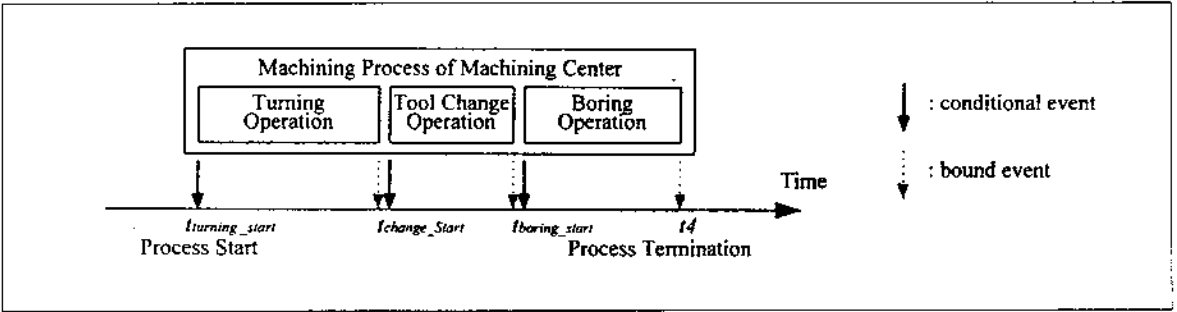 Machining Process of Machining Center
Turning Operation
Tool Change Operation
Boring Operation
: conditional event
: bound event
Time
tturning_start
tchange_Start
tboring_start
t4
Process Start
Process Termination